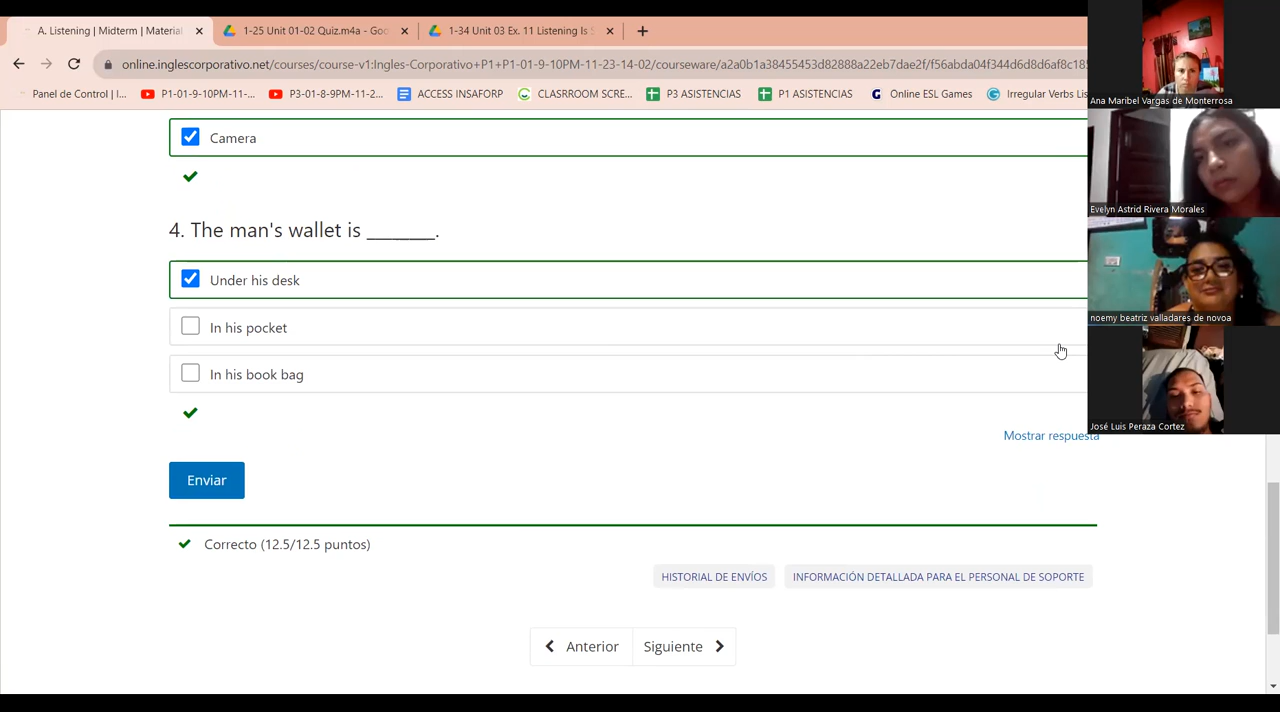 A. Listening | Midterm | Material
1-25 Unit 01-02 Quiz.m4a - Goo
1-34 Unit 03 Ex. 11 Listening Is S
online.inglescorporativo.net/courses/course-v1:Ingles-Corporativo+P1+P1-01-9-10PM-11-23-14-02/courseware/a2a0b1a38455453d82888a22eb7dae2f/f56abda04f344d6d8d6af8c185
Panel de Control | I...
P1-01-9-10PM-11-...
P3-01-8-9PM-11-2...
ACCESS INSAFORP
CLASRROOM SCRE...
P3 ASISTENCIAS
P1 ASISTENCIAS
Online ESL Games
Irregular Verbs Lis
Camera
4. The man's wallet is ________.
Under his desk
In his pocket
In his book bag
Mostrar respuesta
Enviar
Correcto (12.5/12.5 puntos)
HISTORIAL DE ENVÍOS
INFORMACIÓN DETALLADA PARA EL PERSONAL DE SOPORTE
Anterior
Siguiente
Ana Maribel Vargas de Monterrosa
Evelyn Astrid Rivera Morales
noemy beatriz valladares de novoa
José Luis Peraza Cortez